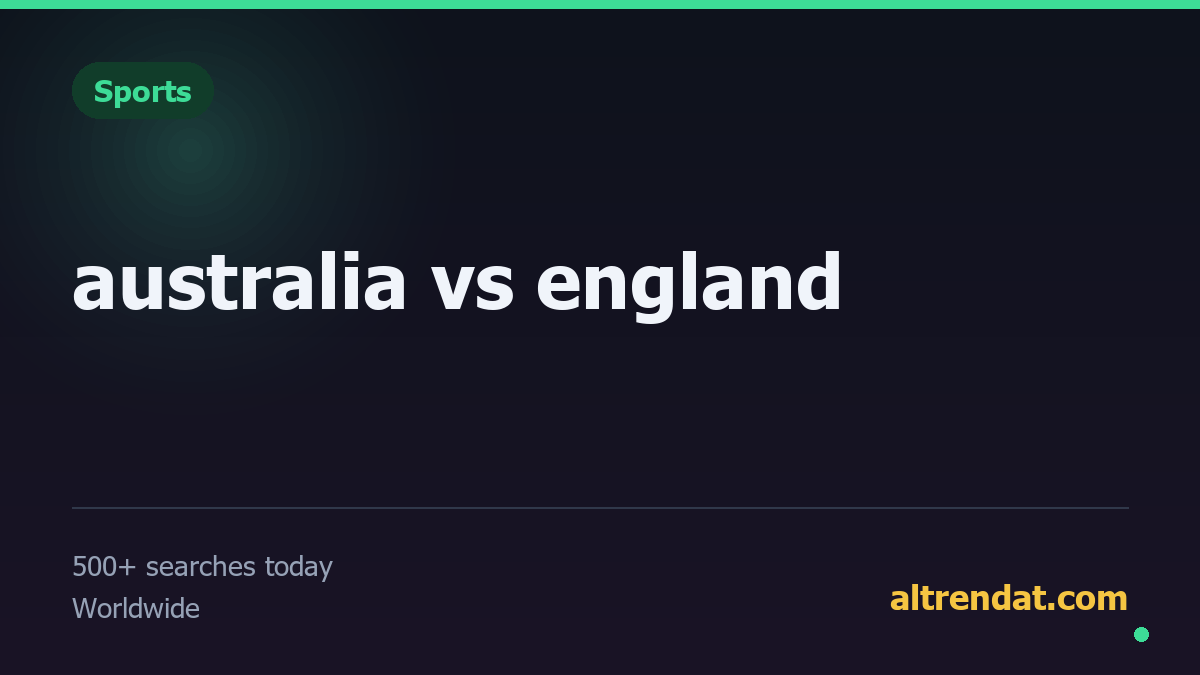 Sports
australia vs england
500+ searches today
Worldwide
altrendat.com